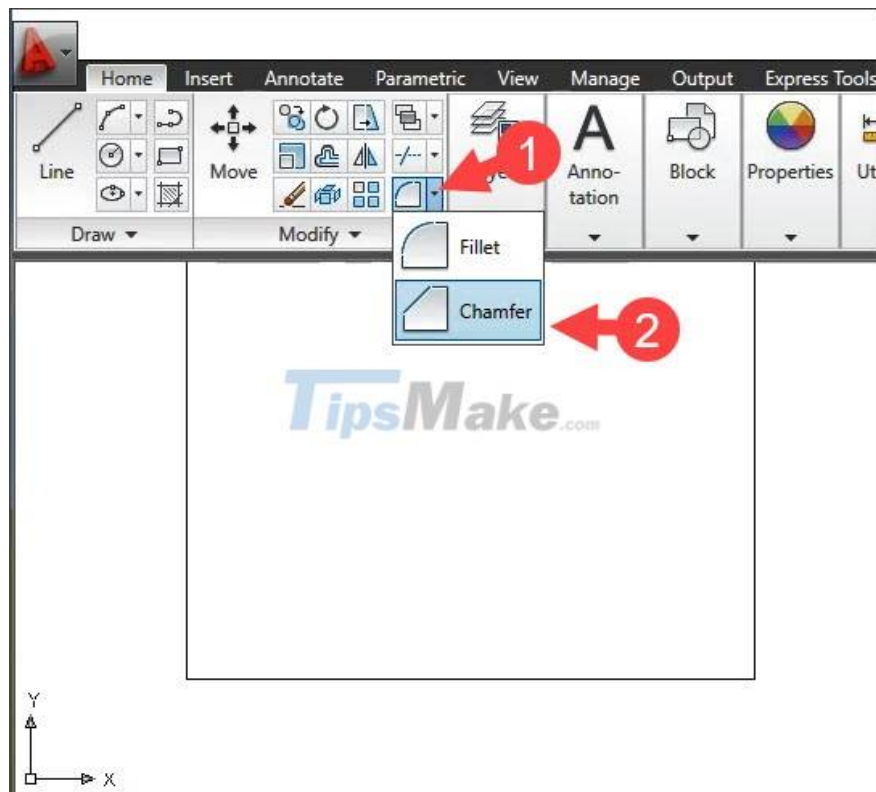 Home Insert Annotate Parametric View Manage Output Express Tools
1
Line Move Anno-
tation Block Properties Ut
Draw Modify
Fillet
Chamfer
2
TipsMake.com
Y
X